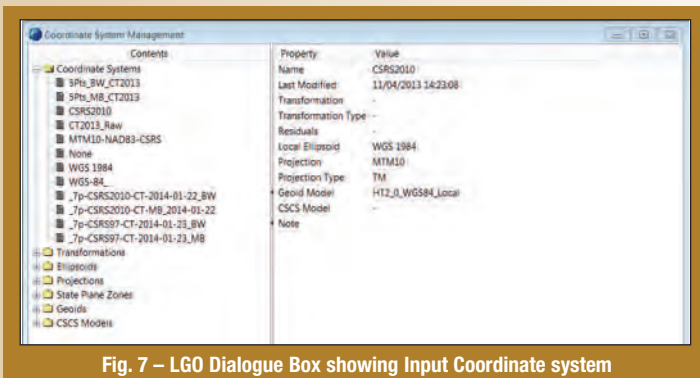 Coordinate System Management
Contents
Coordinate Systems
5Pts_BW_CT2013
5Pts_MB_CT2013
CSRS2010
CT2013_Raw
MTM10-NAD83-CSRS
None
WGS 1984
WGS-84_
_7p-CSRS2010-CT-2014-01-22_BW
_7p-CSRS2010-CT-MB_2014-01-22
_7p-CSRS97-CT-2014-01-23_BW
_7p-CSRS97-CT-2014-01-23_MB
Transformations
Ellipsoids
Projections
State Plane Zones
Geoids
CSCS Models
Property Value
Name CSRS2010
Last Modified 11/04/2013 14:23:08
Transformation -
Transformation Type -
Residuals -
Local Ellipsoid WGS 1984
Projection MTM10
Projection Type TM
Geoid Model HT2_0_WGS84_Local
CSCS Model -
Note
Fig. 7 – LGO Dialogue Box showing Input Coordinate system